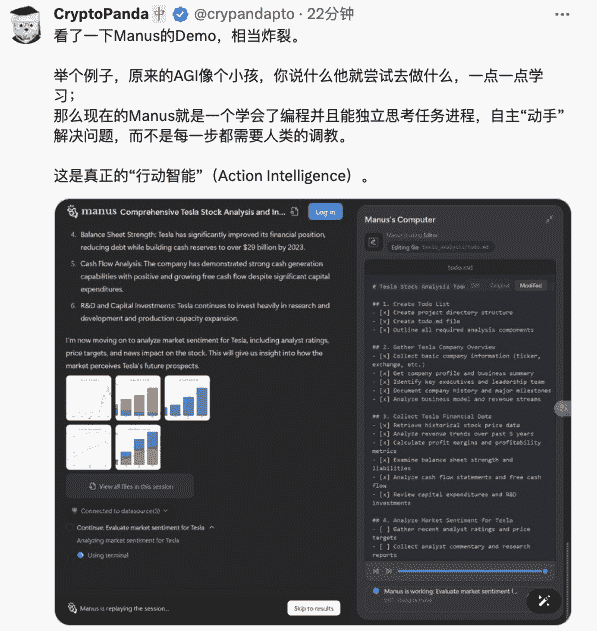 CryptoPanda @crypandapto · 22分钟
看了一下Manus的Demo，相当炸裂。
举个例子，原来的AGI像个小孩，你说什么他就尝试去做什么，一点一点学
习；
那么现在的Manus就是一个学会了编程并且能独立思考任务进程，自主“动手”
解决问题，而不是每一步都需要人类的调教。
这是真正的“行动智能”（Action Intelligence）。
manus Comprehensive Tesla Stock Analysis and In... Log in
4. Balance Sheet Strength: Tesla has significantly improved its financial position,
reducing debt while building cash reserves to over $29 billion by 2023.
5. Cash Flow Analysis: The company has demonstrated strong cash generation
capabilities with positive and growing free cash flow despite significant capital
expenditures.
6. R&D and Capital Investments: Tesla continues to invest heavily in research and
development and production capacity expansion.
I'm now moving on to analyze market sentiment for Tesla, including analyst ratings,
price targets, and news impact on the stock. This will give us insight into how the
market perceives Tesla's future prospects.
View all files in this session
Connected to datasource(s)
Continue: Evaluate market sentiment for Tesla
Analyzing market sentiment for Tesla
Using terminal
Manus is replaying the session...
Skip to results
Manus's Computer
Manus is using Editor
Editing file tesla_analysis/todo.md
todo.md
# Tesla Stock Analysis Todo Diff Original Modified
## 1. Create Todo List
- [x] Create project directory structure
- [x] Create todo.md file
- [x] Outline all required analysis components
## 2. Gather Tesla Company Overview
- [x] Collect basic company information (ticker,
exchange, etc.)
- [x] Get company profile and business summary
- [x] Identify key executives and leadership team
- [x] Document company history and major milestones
- [x] Analyze business model and revenue streams
## 3. Collect Tesla Financial Data
- [x] Retrieve historical stock price data
- [x] Analyze revenue trends over past 5 years
- [x] Calculate profit margins and profitability
metrics
- [x] Examine balance sheet strength and
liabilities
- [x] Analyze cash flow statements and free cash
flow
- [x] Review capital expenditures and R&D
investments
## 4. Analyze Market Sentiment for Tesla
- [ ] Gather recent analyst ratings and price
targets
- [ ] Collect analyst commentary and research
reports
Manus is working: Evaluate market sentiment f...